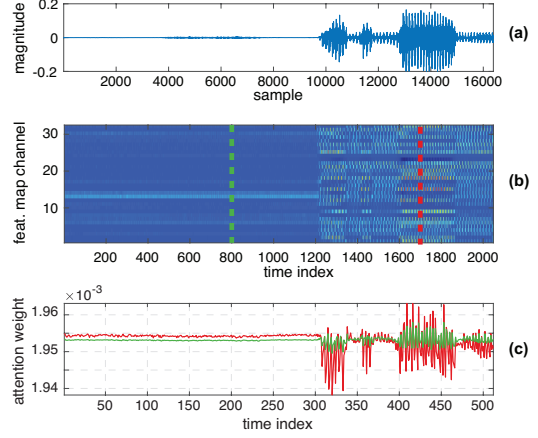 0.2
0
-0.2
magnitude
2000 4000 6000 8000 10000 12000 14000 16000
sample
(a)
30
20
10
feat. map channel
200 400 600 800 1000 1200 1400 1600 1800 2000
time index
(b)
×10⁻³
1.96
1.95
1.94
attention weight
50 100 150 200 250 300 350 400 450 500
time index
(c)